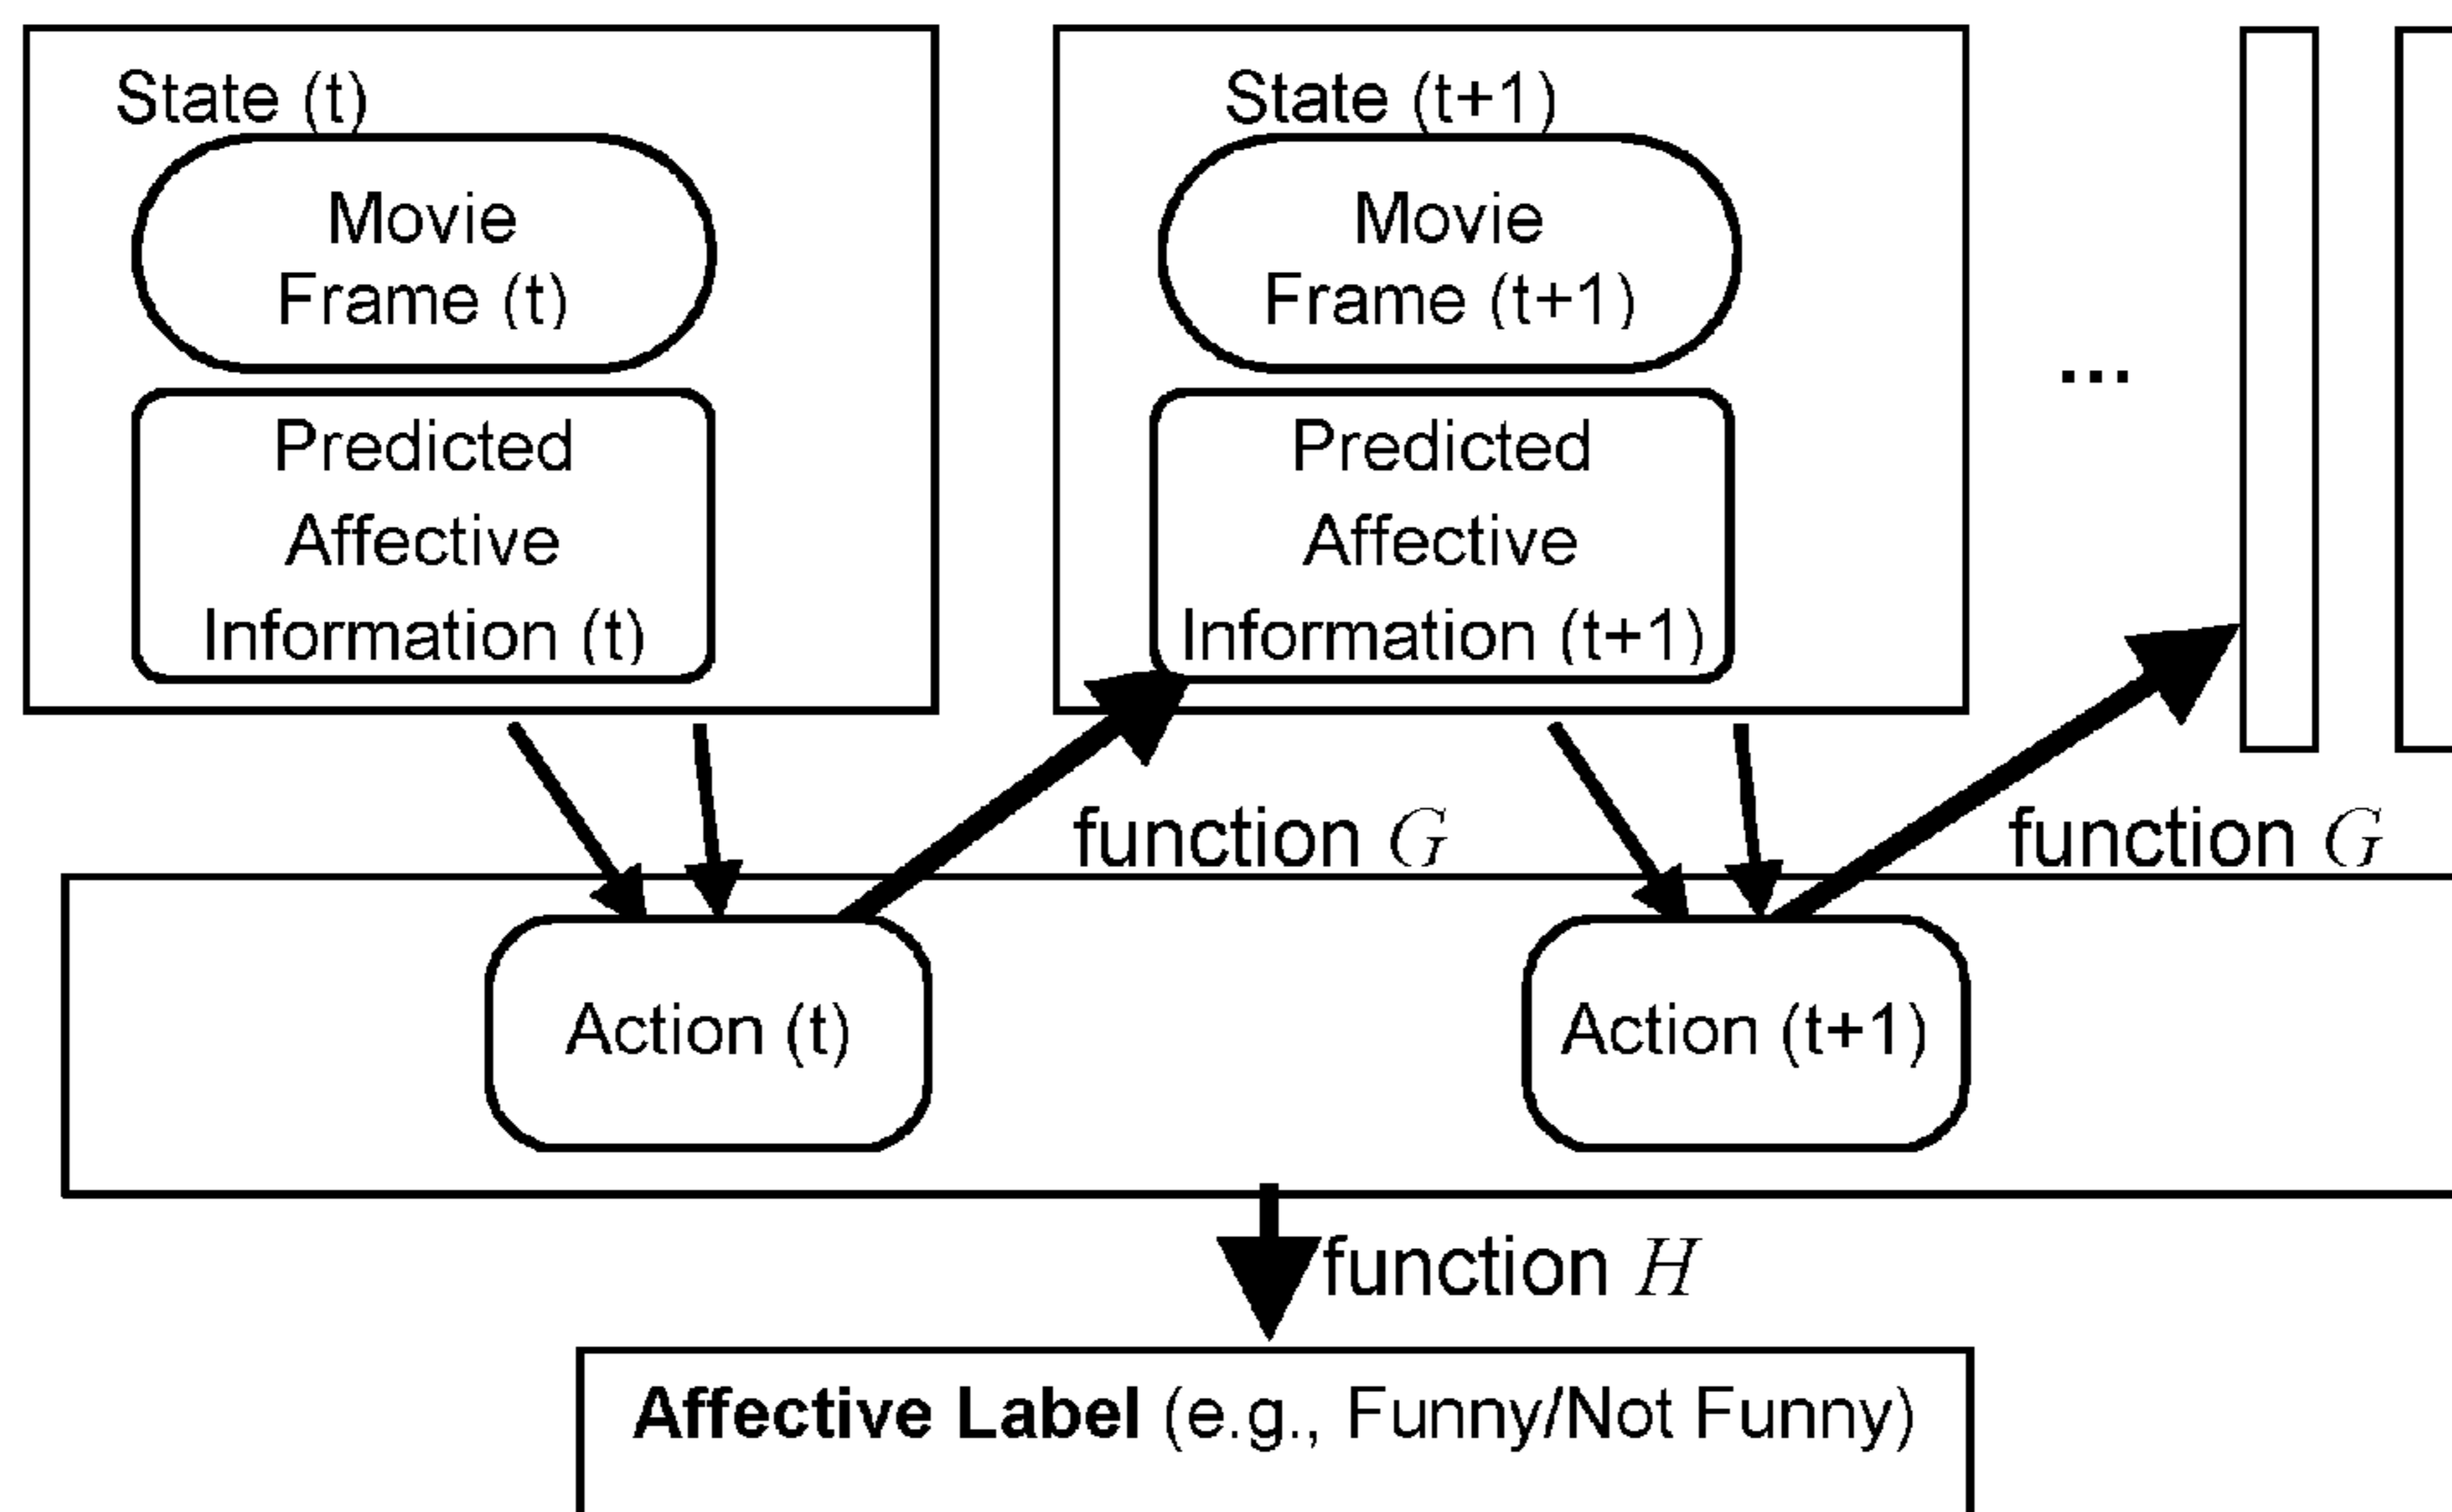 State (t)
Movie
Frame (t)
Predicted
Affective
Information (t)
State (t+1)
Movie
Frame (t+1)
Predicted
Affective
Information (t+1)
...
function G
function G
Action (t)
Action (t+1)
function H
Affective Label (e.g., Funny/Not Funny)